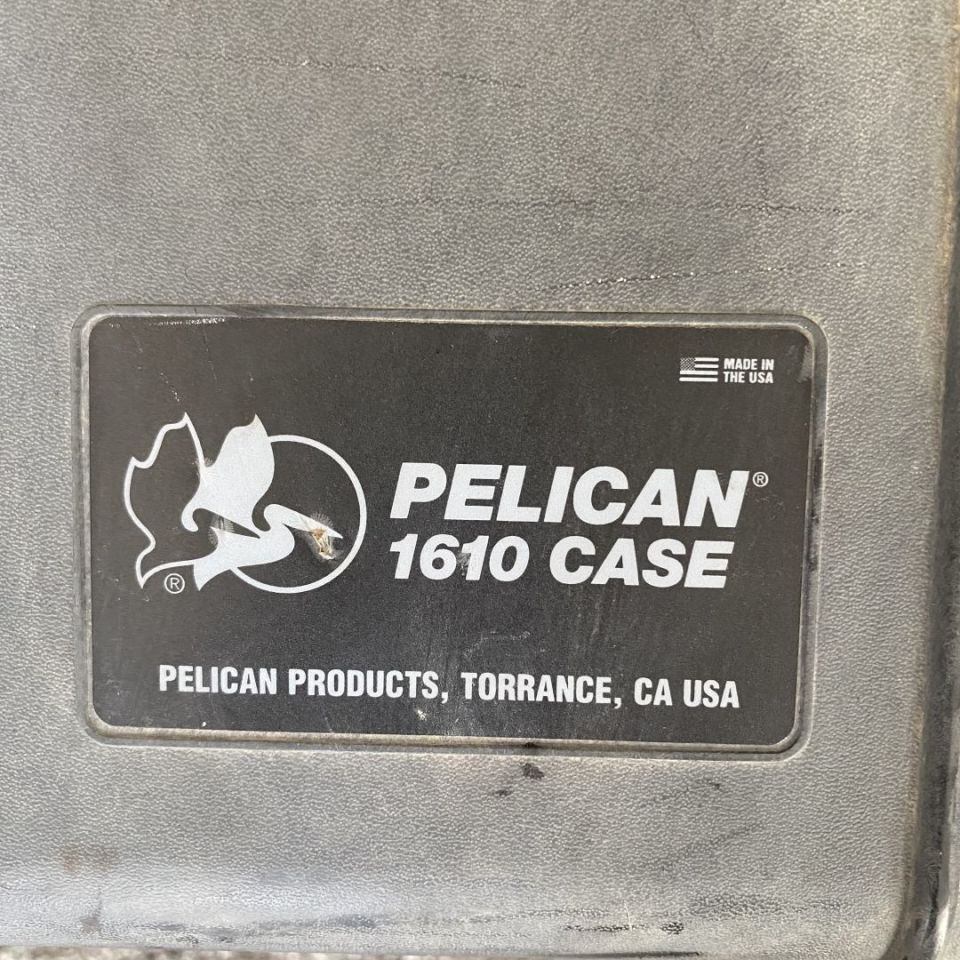 MADE IN
THE USA
PELICAN®
1610 CASE
®
PELICAN PRODUCTS, TORRANCE, CA USA